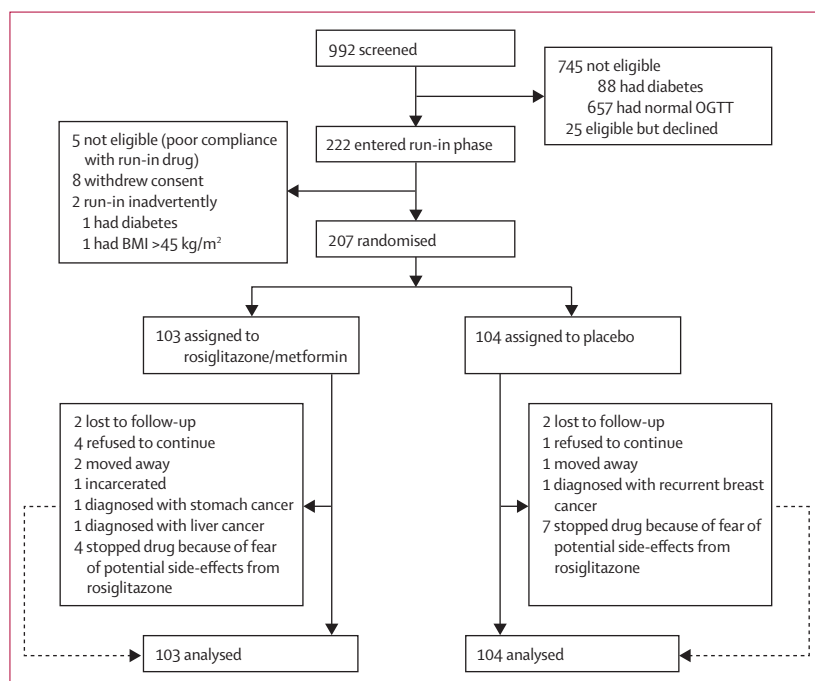 992 screened
745 not eligible
88 had diabetes
657 had normal OGTT
25 eligible but declined
222 entered run-in phase
5 not eligible (poor compliance
with run-in drug)
8 withdrew consent
2 run-in inadvertently
1 had diabetes
1 had BMI >45 kg/m²
207 randomised
103 assigned to
rosiglitazone/metformin
104 assigned to placebo
2 lost to follow-up
4 refused to continue
2 moved away
1 incarcerated
1 diagnosed with stomach cancer
1 diagnosed with liver cancer
4 stopped drug because of fear
of potential side-effects from
rosiglitazone
2 lost to follow-up
1 refused to continue
1 moved away
1 diagnosed with recurrent breast
cancer
7 stopped drug because of fear of
potential side-effects from
rosiglitazone
103 analysed
104 analysed